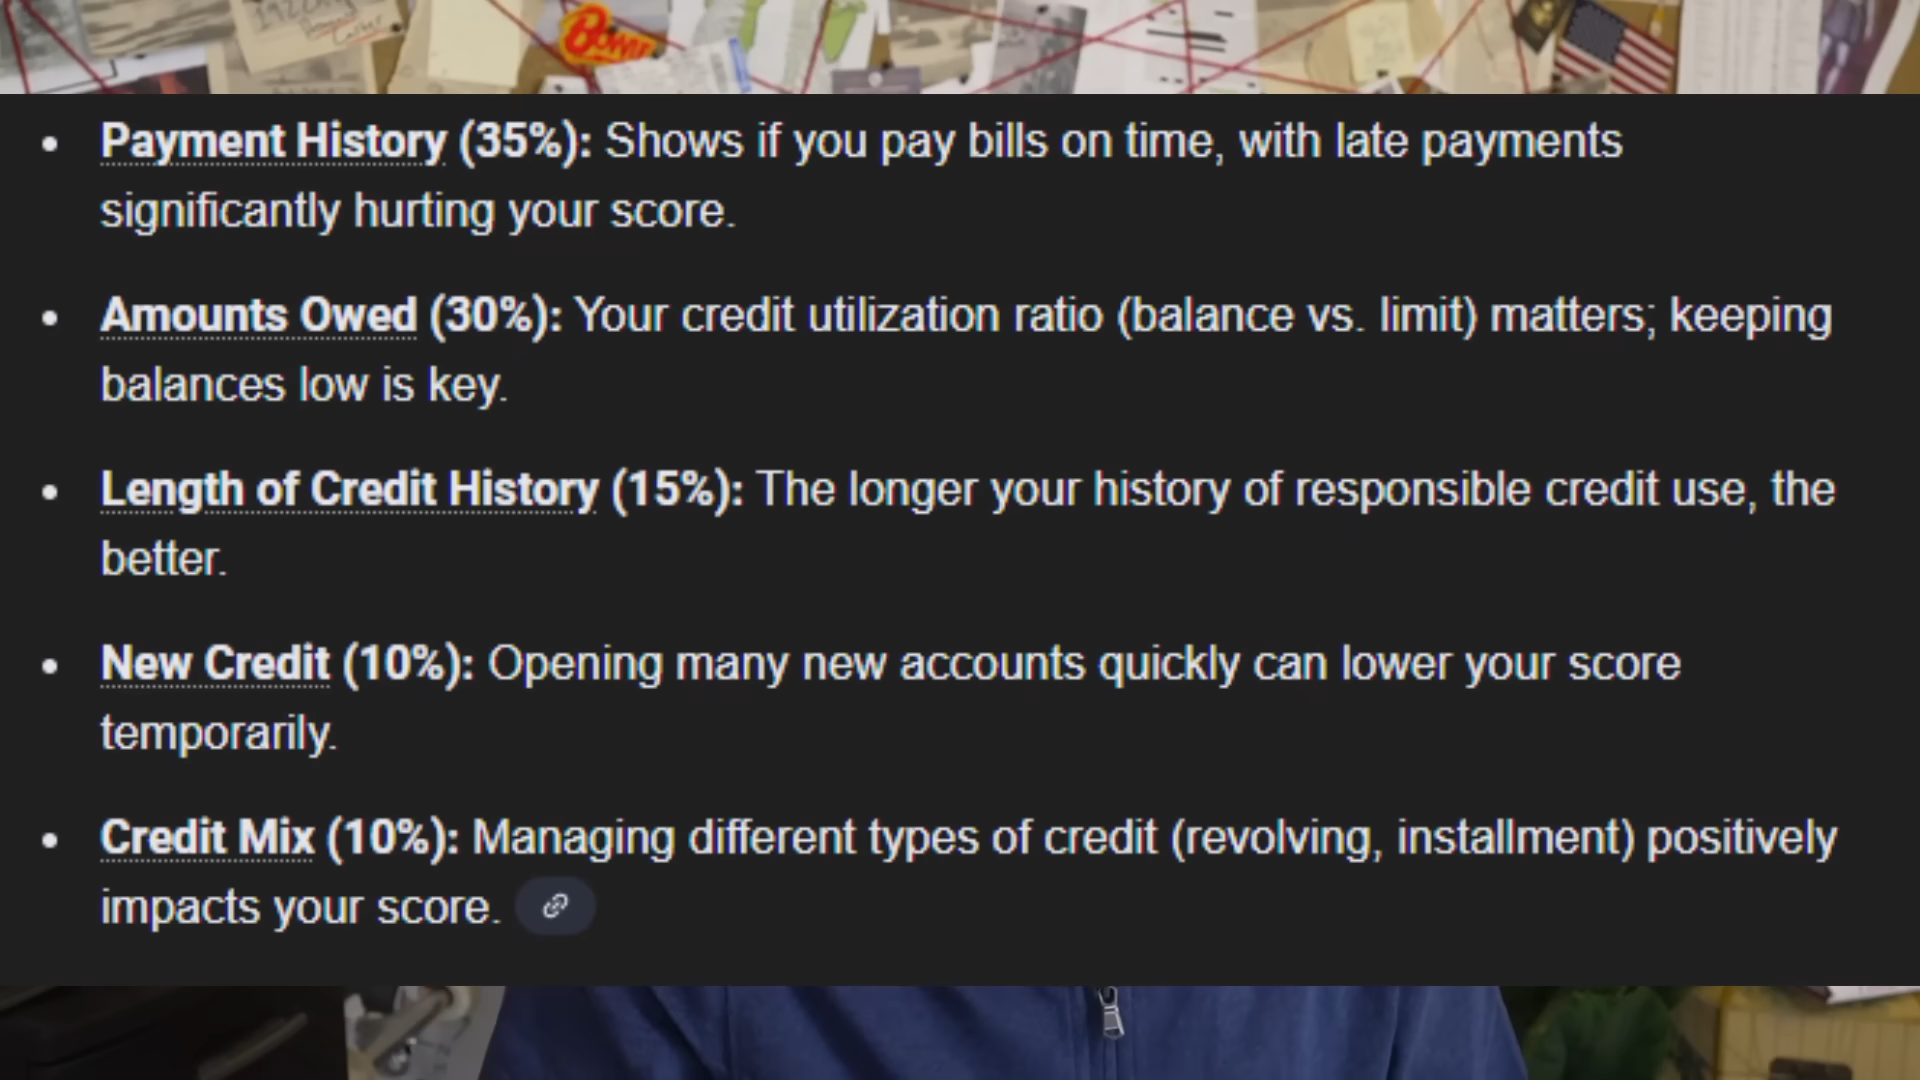 • Payment History (35%): Shows if you pay bills on time, with late payments
significantly hurting your score.
• Amounts Owed (30%): Your credit utilization ratio (balance vs. limit) matters; keeping
balances low is key.
• Length of Credit History (15%): The longer your history of responsible credit use, the
better.
• New Credit (10%): Opening many new accounts quickly can lower your score
temporarily.
• Credit Mix (10%): Managing different types of credit (revolving, installment) positively
impacts your score.